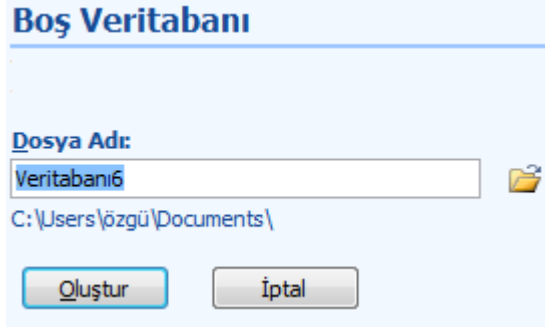 Boş Veritabanı
Dosya Adı:
Veritabanı6
C:\Users\özgü\Documents\
Oluştur
İptal